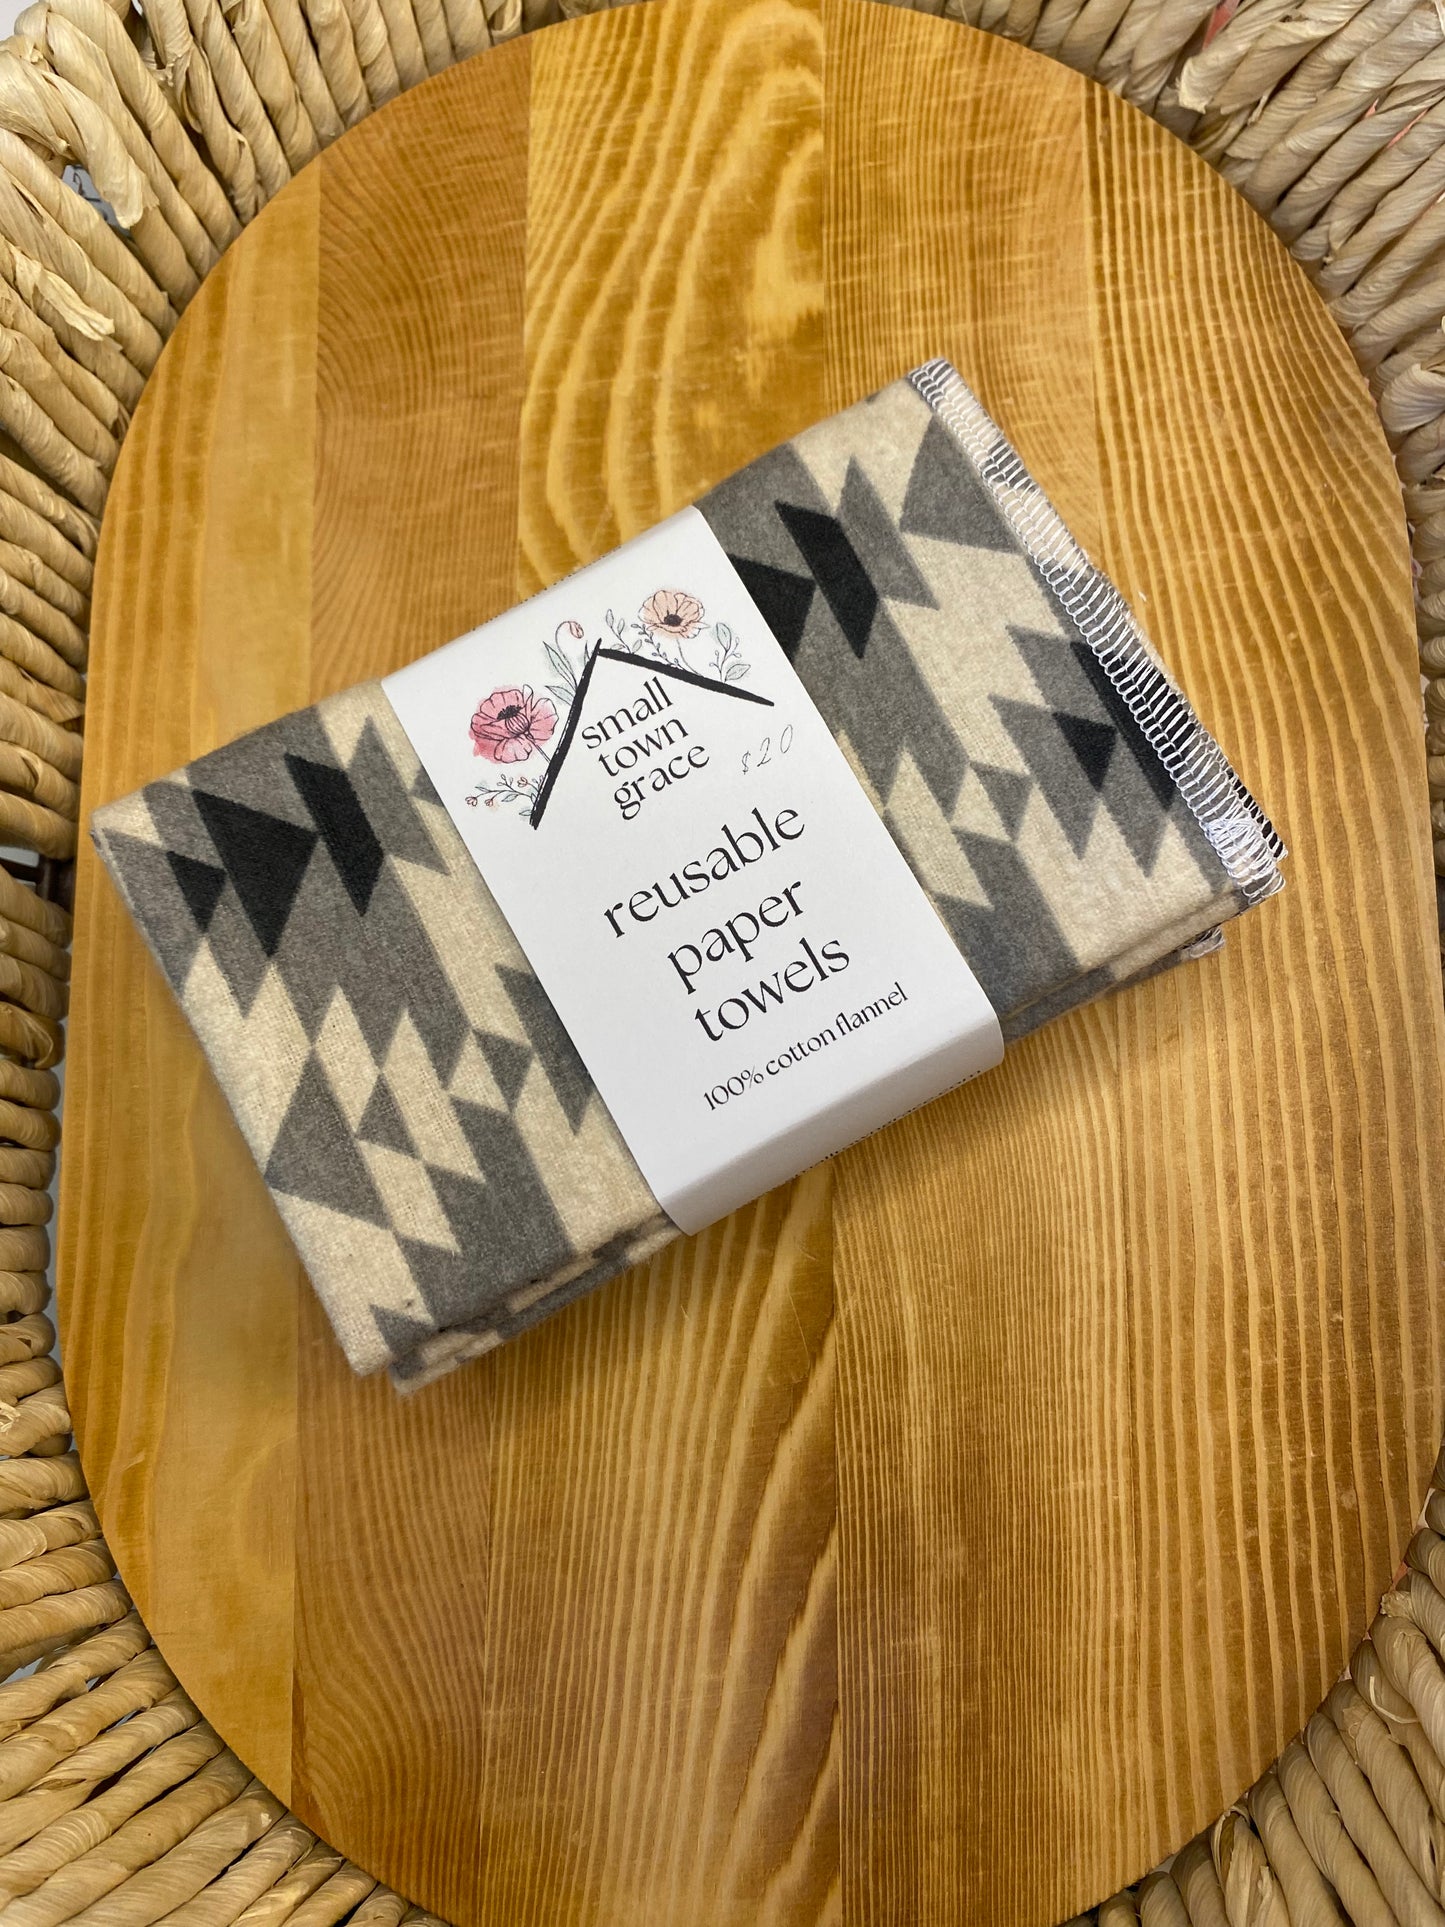 small
town
grace
$20
reusable
paper
towels
100% cotton flannel